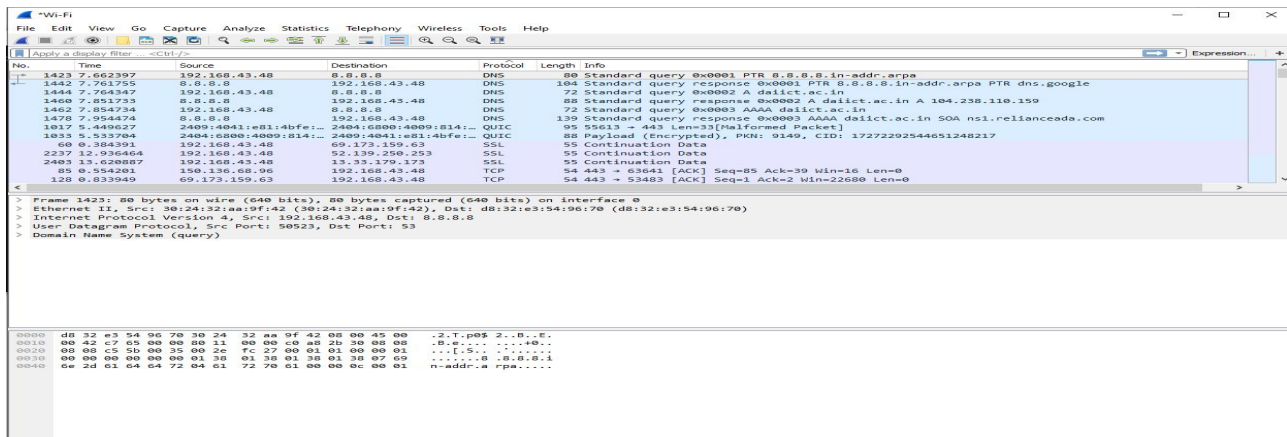 *Wi-Fi
File Edit View Go Capture Analyze Statistics Telephony Wireless Tools Help
Apply a display filter ... <Ctrl-/> Expression... +
No. Time Source Destination Protocol Length Info
1423 7.662397 192.168.43.48 8.8.8.8 DNS 80 Standard query 0x0001 PTR 8.8.8.8.in-addr.arpa
1442 7.761755 8.8.8.8 192.168.43.48 DNS 104 Standard query response 0x0001 PTR 8.8.8.8.in-addr.arpa PTR dns.google
1444 7.764347 192.168.43.48 8.8.8.8 DNS 72 Standard query 0x0002 A daiict.ac.in
1460 7.851733 8.8.8.8 192.168.43.48 DNS 88 Standard query response 0x0002 A daiict.ac.in A 104.238.110.159
1462 7.854734 192.168.43.48 8.8.8.8 DNS 72 Standard query 0x0003 AAAA daiict.ac.in
1478 7.954474 8.8.8.8 192.168.43.48 DNS 139 Standard query response 0x0003 AAAA daiict.ac.in SOA ns1.relianceada.com
1017 5.449627 2409:4041:e81:4bfe:… 2404:6800:4009:814:… QUIC 95 55613 → 443 Len=33[Malformed Packet]
1033 5.533704 2404:6800:4009:814:… 2409:4041:e81:4bfe:… QUIC 88 Payload (Encrypted), PKN: 9149, CID: 17272292544651248217
60 0.384391 192.168.43.48 69.173.159.63 SSL 55 Continuation Data
2237 12.936464 192.168.43.48 52.139.250.253 SSL 55 Continuation Data
2403 13.620887 192.168.43.48 13.33.179.173 SSL 55 Continuation Data
85 0.554201 150.136.68.96 192.168.43.48 TCP 54 443 → 63641 [ACK] Seq=85 Ack=39 Win=16 Len=0
128 0.833949 69.173.159.63 192.168.43.48 TCP 54 443 → 53483 [ACK] Seq=1 Ack=2 Win=22680 Len=0
> Frame 1423: 80 bytes on wire (640 bits), 80 bytes captured (640 bits) on interface 0
> Ethernet II, Src: 30:24:32:aa:9f:42 (30:24:32:aa:9f:42), Dst: d8:32:e3:54:96:70 (d8:32:e3:54:96:70)
> Internet Protocol Version 4, Src: 192.168.43.48, Dst: 8.8.8.8
> User Datagram Protocol, Src Port: 50523, Dst Port: 53
> Domain Name System (query)
0000 d8 32 e3 54 96 70 30 24 32 aa 9f 42 08 00 45 00 .2.T.p0$ 2..B..E.
0010 00 42 c7 65 00 00 80 11 00 00 c0 a8 2b 30 08 08 .B.e.... ....+0..
0020 08 08 c5 5b 00 35 00 2e fc 27 00 01 01 00 00 01 ...[.5.. .'......
0030 00 00 00 00 00 00 01 38 01 38 01 38 01 38 07 69 .......8 .8.8.8.i
0040 6e 2d 61 64 64 72 04 61 72 70 61 00 00 0c 00 01 n-addr.a rpa.....